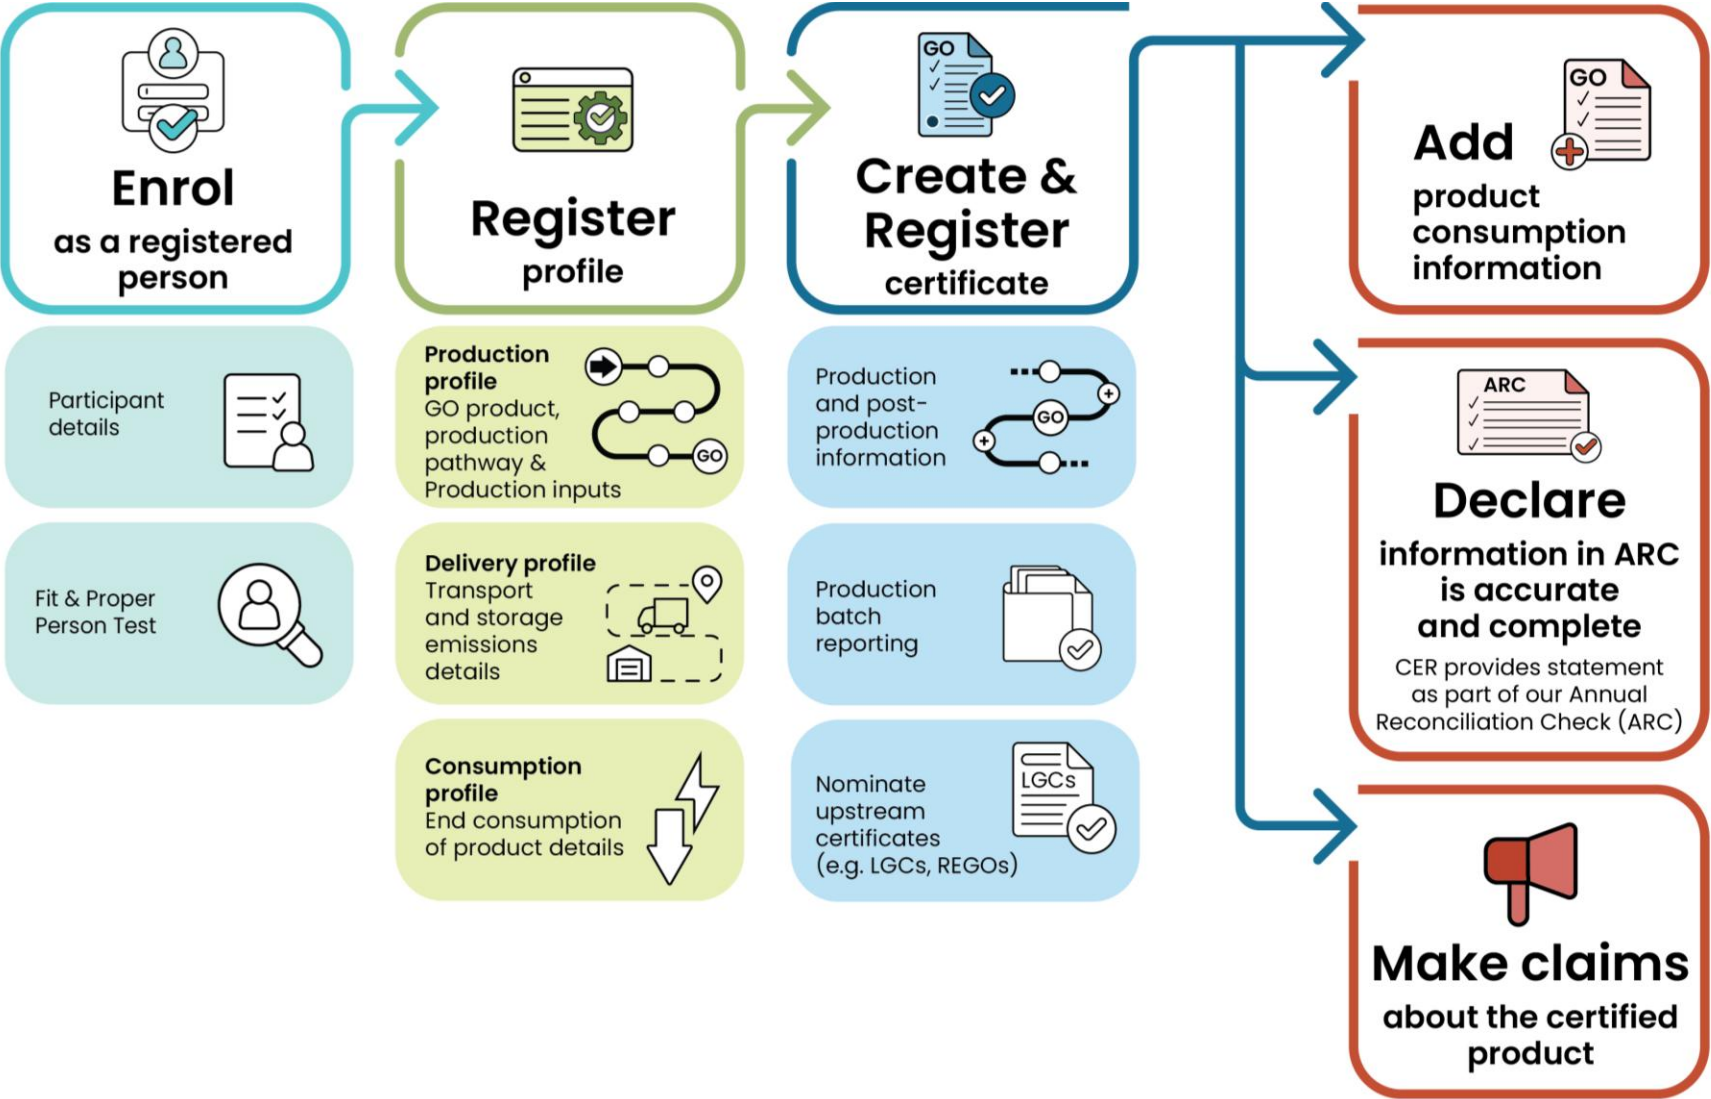 Enrol
as a registered
person
Participant
details
Fit & Proper
Person Test
Register
profile
Production
profile
GO product,
production
pathway &
Production inputs
GO
Delivery profile
Transport
and storage
emissions
details
Consumption
profile
End consumption
of product details
GO
Create &
Register
certificate
Production
and post-
production
information
GO
Production
batch
reporting
Nominate
upstream
certificates
(e.g. LGCs, REGOs)
LGCs
GO
Add
product
consumption
information
ARC
Declare
information in ARC
is accurate
and complete
CER provides statement
as part of our Annual
Reconciliation Check (ARC)
Make claims
about the certified
product